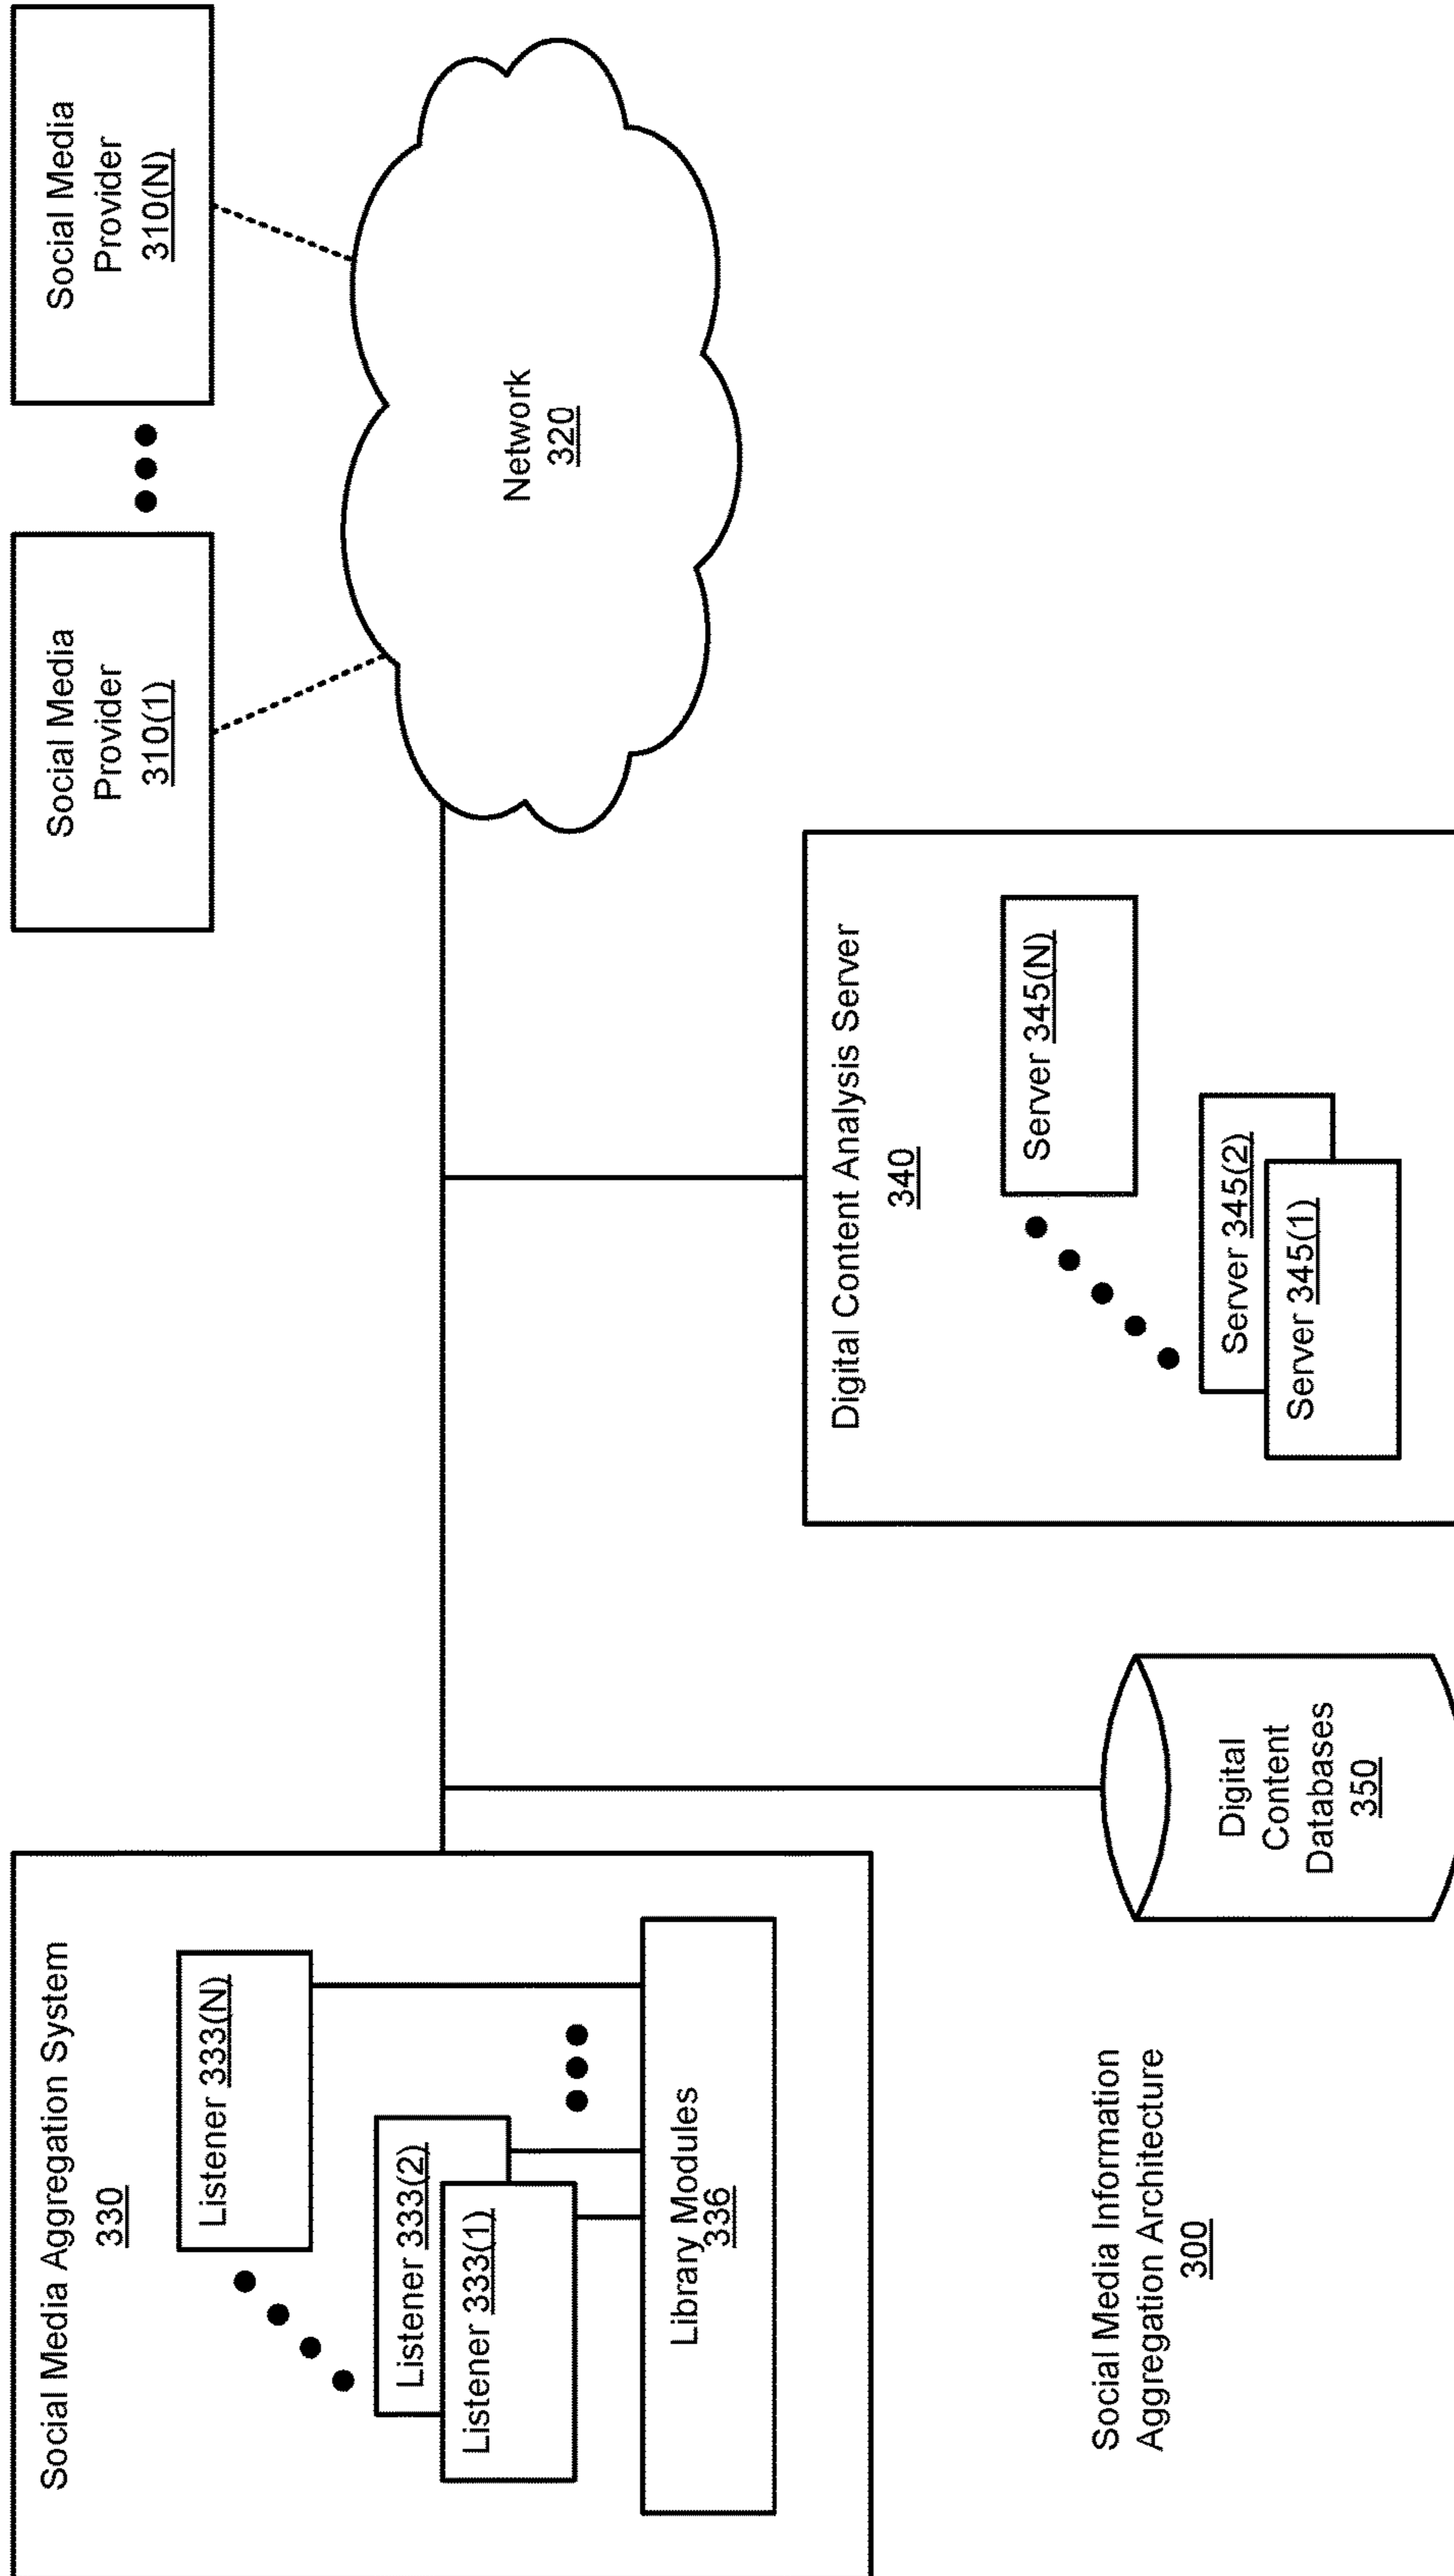 Social Media Aggregation System
330
Listener 333(N)
Listener 333(2)
Listener 333(1)
Library Modules
336
Social Media Information
Aggregation Architecture
300
Digital
Content
Databases
350
Digital Content Analysis Server
340
Server 345(N)
Server 345(2)
Server 345(1)
Social Media
Provider
310(1)
Social Media
Provider
310(N)
Network
320